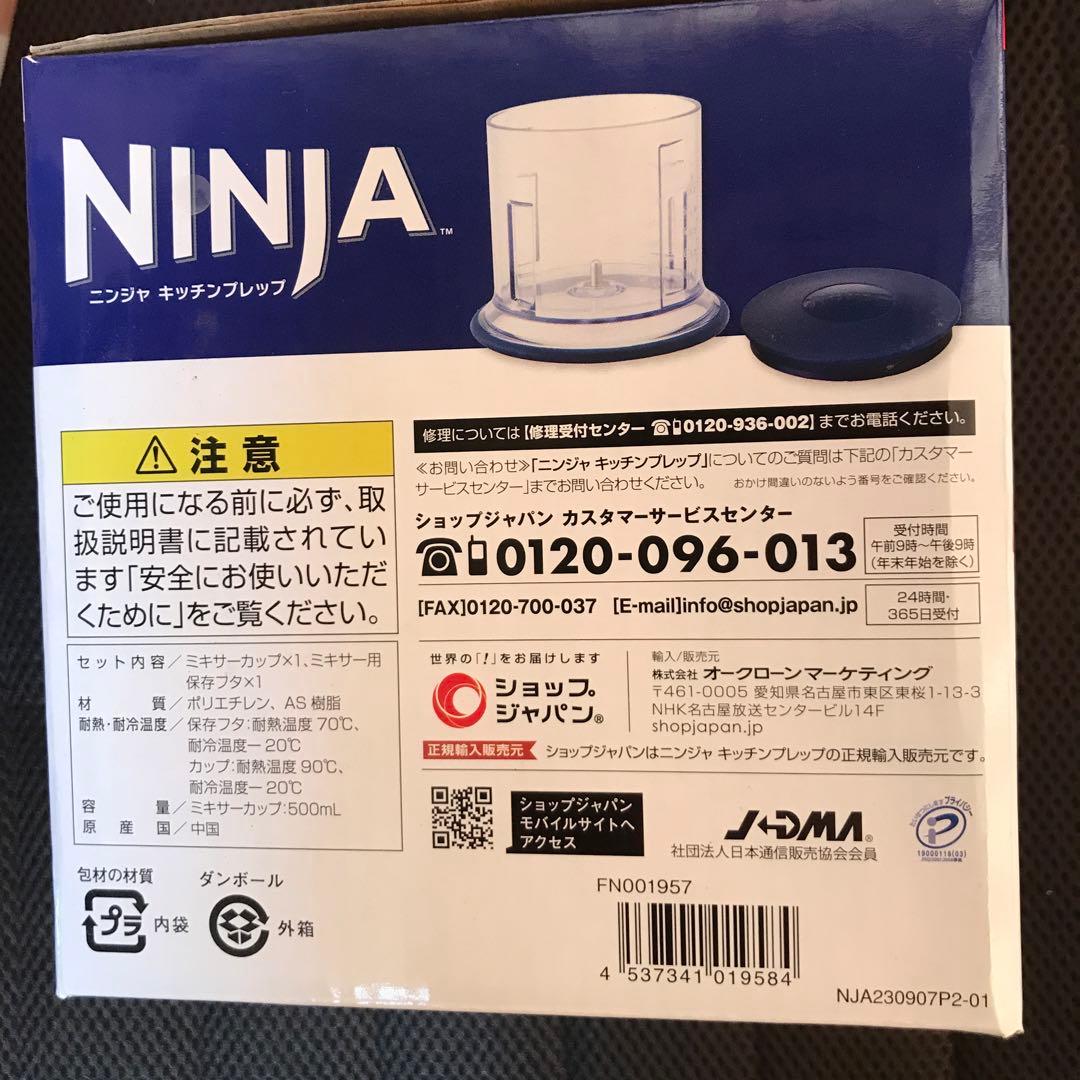 NINJA™
ニンジャ キッチンプレップ
⚠注意
ご使用になる前に必ず、取
扱説明書に記載されてい
ます「安全にお使いいただ
くために」をご覧ください。
セット内容/ミキサーカップ×1、ミキサー用
保存フタ×1
材質/ポリエチレン、AS樹脂
耐熱・耐冷温度/保存フタ:耐熱温度 70℃、
耐冷温度ー20℃
カップ:耐熱温度 90℃、
耐冷温度ー20℃
容量/ミキサーカップ:500mL
原産国/中国
包材の材質
プラ 内袋
ダンボール
外箱
修理については【修理受付センター 0120-936-002】までお電話ください。
≪お問い合わせ≫「ニンジャ キッチンプレップ」についてのご質問は下記の「カスタマー
サービスセンター」までお問い合わせください。 おかけ間違いのないよう番号をご確認ください。
ショップジャパン カスタマーサービスセンター
0120-096-013
受付時間
午前9時〜午後9時
(年末年始を除く)
[FAX]0120-700-037 [E-mail]info@shopjapan.jp
24時間・
365日受付
世界の「!」をお届けします
ショップ
ジャパン®
輸入/販売元
株式会社 オークローンマーケティング
〒461-0005 愛知県名古屋市東区東桜1-13-3
NHK名古屋放送センタービル14F
shopjapan.jp
正規輸入販売元 ショップジャパンはニンジャ キッチンプレップの正規輸入販売元です。
ショップジャパン
モバイルサイトへ
アクセス
JADMA®
社団法人日本通信販売協会会員
プライバシー
19000116(03)
FN001957
4 537341 019584
NJA230907P2-01